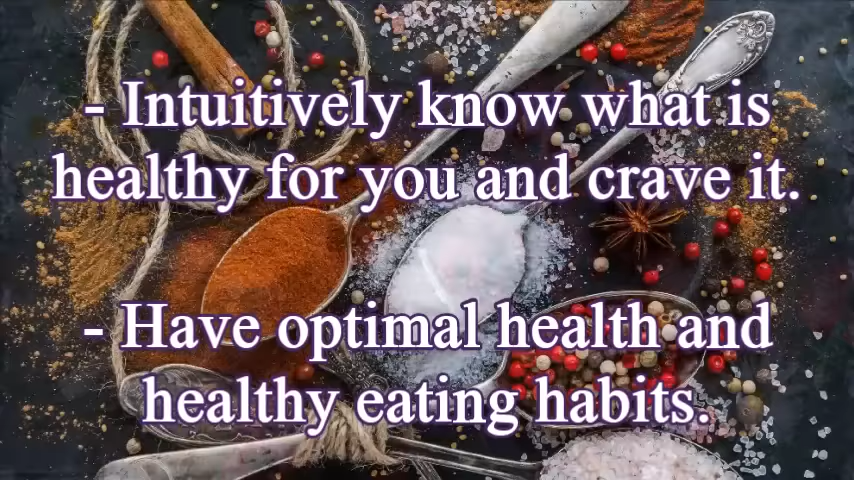 - Intuitively know what is
healthy for you and crave it.
- Have optimal health and
healthy eating habits.